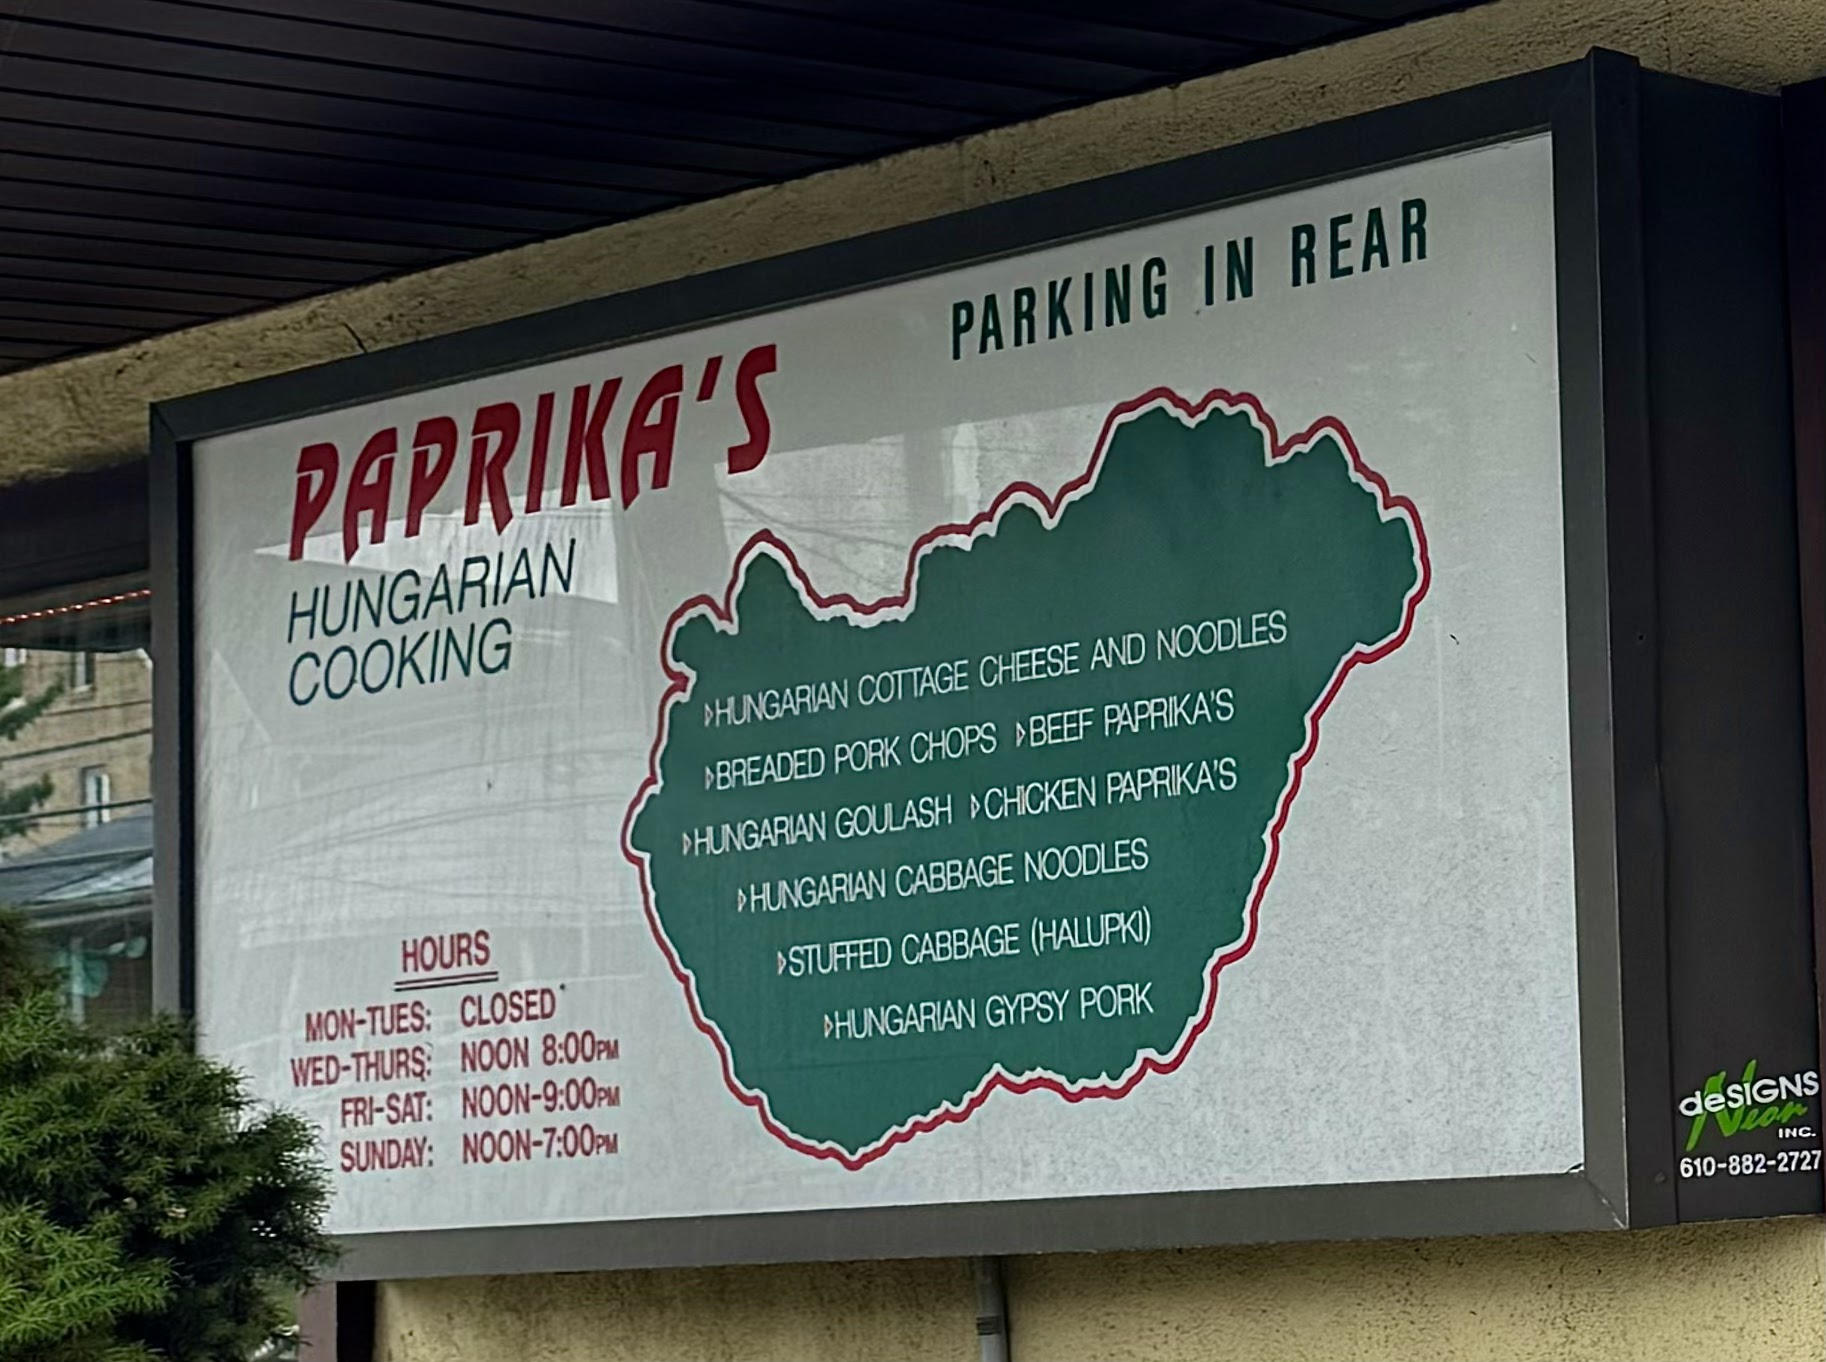 PARKING IN REAR
PAPRIKA'S
HUNGARIAN
COOKING
▹HUNGARIAN COTTAGE CHEESE AND NOODLES
▹BREADED PORK CHOPS ▹BEEF PAPRIKA'S
▹HUNGARIAN GOULASH ▹CHICKEN PAPRIKA'S
▹HUNGARIAN CABBAGE NOODLES
▹STUFFED CABBAGE (HALUPKI)
▹HUNGARIAN GYPSY PORK
HOURS
MON-TUES: CLOSED
WED-THURS: NOON 8:00PM
FRI-SAT: NOON-9:00PM
SUNDAY: NOON-7:00PM
deSIGNS
Near
INC.
610-882-2727